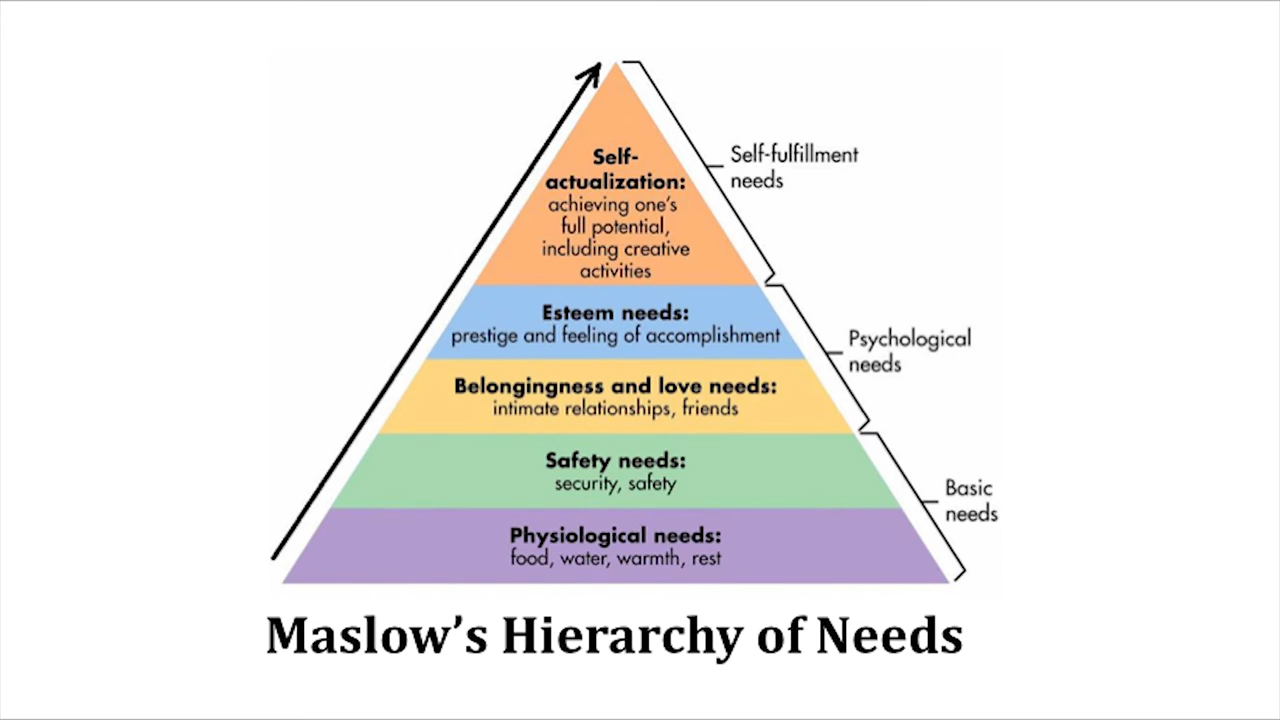 Self-
actualization:
achieving one's
full potential,
including creative
activities
Self-fulfillment
needs
Esteem needs:
prestige and feeling of accomplishment
Psychological
needs
Belongingness and love needs:
intimate relationships, friends
Safety needs:
security, safety
Basic
needs
Physiological needs:
food, water, warmth, rest
Maslow's Hierarchy of Needs